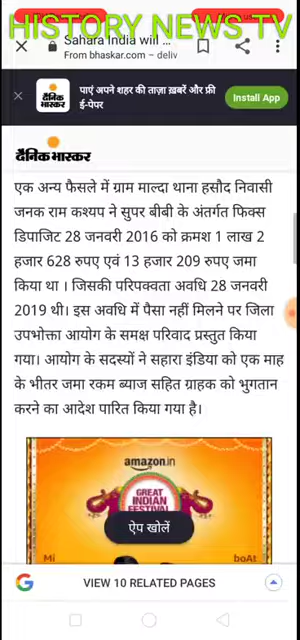 HISTORY NEWS TV
Sahara India will ...
From bhaskar.com – deliv
पाएं अपने शहर की ताज़ा ख़बरें और फ्री
ई-पेपर
Install App
दैनिक
भास्कर
दैनिक भास्कर
एक अन्य फैसले में ग्राम माल्दा थाना हसौद निवासी
जनक राम कश्यप ने सुपर बीबी के अंतर्गत फिक्स
डिपाजिट 28 जनवरी 2016 को क्रमश 1 लाख 2
हजार 628 रुपए एवं 13 हजार 209 रुपए जमा
किया था । जिसकी परिपक्वता अवधि 28 जनवरी
2019 थी। इस अवधि में पैसा नहीं मिलने पर जिला
उपभोक्ता आयोग के समक्ष परिवाद प्रस्तुत किया
गया। आयोग के सदस्यों ने सहारा इंडिया को एक माह
के भीतर जमा रकम ब्याज सहित ग्राहक को भुगतान
करने का आदेश पारित किया गया है।
amazon.in
GREAT
INDIAN
FESTIVAL
ऐप खोलें
Mi
boAt
VIEW 10 RELATED PAGES